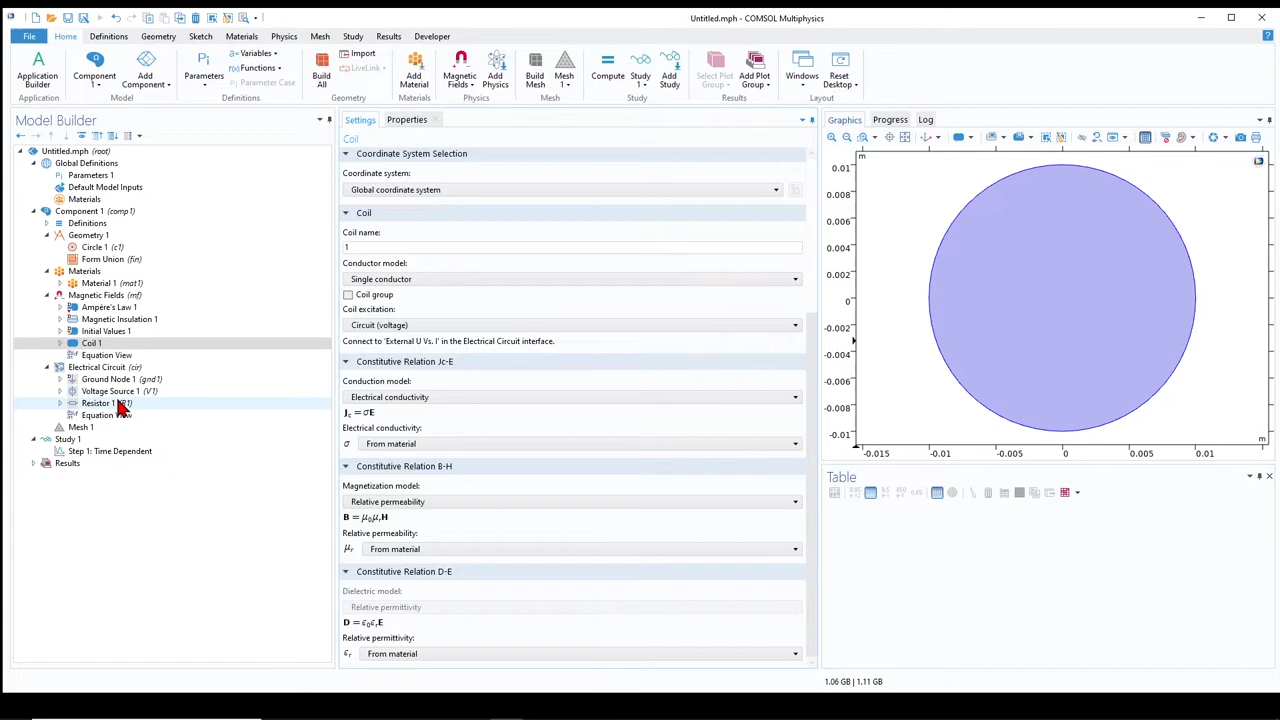 Untitled.mph - COMSOL Multiphysics
File Home Definitions Geometry Sketch Materials Physics Mesh Study Results Developer
Application Builder
Application
Component 1
Add Component
Model
Parameters
Variables
Functions
Parameter Case
Definitions
Build All
Import
LiveLink
Geometry
Add Material
Materials
Magnetic Fields
Add Physics
Physics
Build Mesh
Mesh 1
Mesh
Compute
Study 1
Add Study
Study
Select Plot Group
Add Plot Group
Results
Windows
Reset Desktop
Layout
Model Builder
Untitled.mph (root)
Global Definitions
Parameters 1
Default Model Inputs
Materials
Component 1 (comp1)
Definitions
Geometry 1
Circle 1 (c1)
Form Union (fin)
Materials
Material 1 (mat1)
Magnetic Fields (mf)
Ampère's Law 1
Magnetic Insulation 1
Initial Values 1
Coil 1
Equation View
Electrical Circuit (cir)
Ground Node 1 (gnd1)
Voltage Source 1 (V1)
Resistor 1
Equation
Mesh 1
Study 1
Step 1: Time Dependent
Results
Settings Properties
Coil
Coordinate System Selection
Coordinate system:
Global coordinate system
Coil
Coil name:
1
Conductor model:
Single conductor
Coil group
Coil excitation:
Circuit (voltage)
Connect to 'External U Vs. I' in the Electrical Circuit interface.
Constitutive Relation Jc-E
Conduction model:
Electrical conductivity
J_c = σE
Electrical conductivity:
σ From material
Constitutive Relation B-H
Magnetization model:
Relative permeability
B = μ₀μᵣH
Relative permeability:
μᵣ From material
Constitutive Relation D-E
Dielectric model:
Relative permittivity
D = ϵ₀ϵᵣE
Relative permittivity:
ϵᵣ From material
Graphics Progress Log
m
0.01
0.008
0.006
0.004
0.002
0
-0.002
-0.004
-0.006
-0.008
-0.01
m
-0.015 -0.01 -0.005 0 0.005 0.01
Table
1.06 GB | 1.11 GB